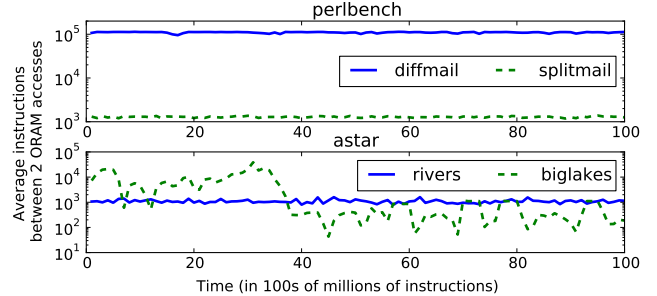 perlbench
10^5
10^4
10^3
diffmail
splitmail
0 20 40 60 80 100
Average instructions
between 2 ORAM accesses
astar
10^5
10^4
10^3
10^2
10^1
rivers
biglakes
0 20 40 60 80 100
Time (in 100s of millions of instructions)